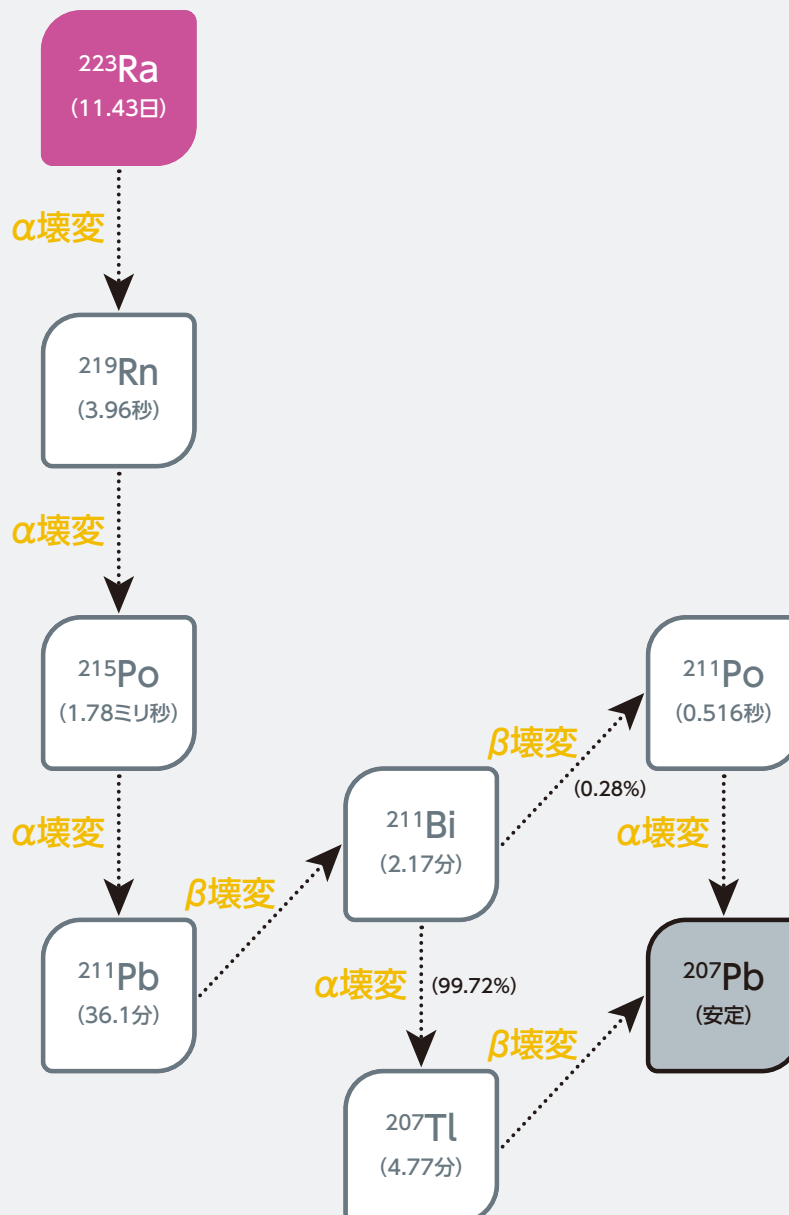 ²²³Ra
(11.43日)
α壊変
²¹⁹Rn
(3.96秒)
α壊変
²¹⁵Po
(1.78ミリ秒)
²¹¹Po
(0.516秒)
β壊変
(0.28%)
²¹¹Bi
(2.17分)
α壊変
α壊変
β壊変
²¹¹Pb
(36.1分)
α壊変
(99.72%)
²⁰⁷Pb
(安定)
β壊変
²⁰⁷Tl
(4.77分)